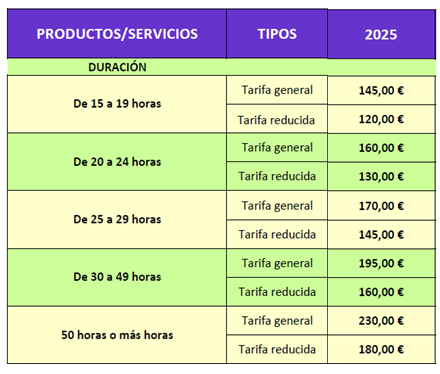 PRODUCTOS/SERVICIOS TIPOS 2025
DURACIÓN
De 15 a 19 horas
Tarifa general 145,00 €
Tarifa reducida 120,00 €
De 20 a 24 horas
Tarifa general 160,00 €
Tarifa reducida 130,00 €
De 25 a 29 horas
Tarifa general 170,00 €
Tarifa reducida 145,00 €
De 30 a 49 horas
Tarifa general 195,00 €
Tarifa reducida 160,00 €
50 horas o más horas
Tarifa general 230,00 €
Tarifa reducida 180,00 €